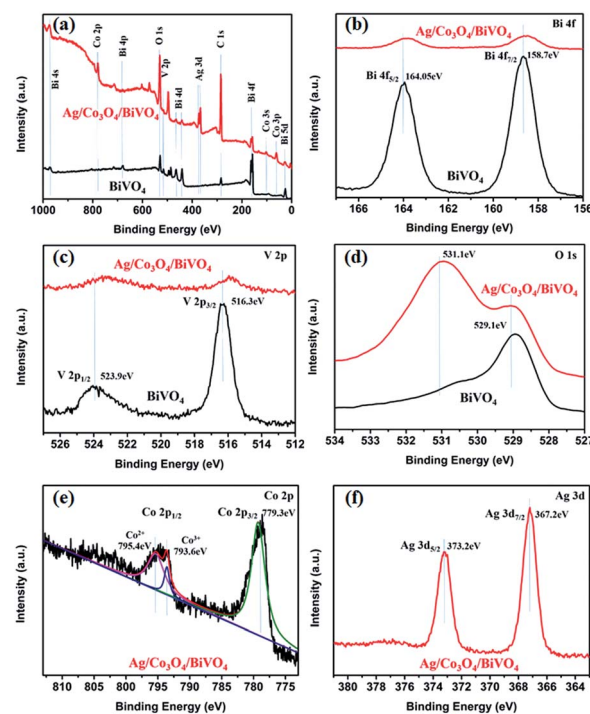 (a)
Bi 4s
Co 2p
Bi 4p
O 1s
V 2p
Bi 4d
Ag 3d
C 1s
Bi 4f
Co 3s
Co 3p
Bi 5d
Ag/Co₃O₄/BiVO₄
BiVO₄
Intensity (a.u.)
1000 800 600 400 200 0
Binding Energy (eV)
(b)
Bi 4f
Ag/Co₃O₄/BiVO₄
Bi 4f₇/₂
158.7eV
Bi 4f₅/₂
164.05eV
BiVO₄
Intensity (a.u.)
166 164 162 160 158 156
Binding Energy (eV)
(c)
V 2p
Ag/Co₃O₄/BiVO₄
V 2p₃/₂ 516.3eV
V 2p₁/₂ 523.9eV
BiVO₄
Intensity (a.u.)
526 524 522 520 518 516 514 512
Binding Energy (eV)
(d)
O 1s
531.1eV
Ag/Co₃O₄/BiVO₄
529.1eV
BiVO₄
Intensity (a.u.)
534 533 532 531 530 529 528 527
Binding Energy (eV)
(e)
Co 2p
Co 2p₁/₂
Co 2p₃/₂ 779.3eV
Co²⁺
795.4eV
Co³⁺
793.6eV
Ag/Co₃O₄/BiVO₄
Intensity (a.u.)
810 805 800 795 790 785 780 775
Binding Energy (eV)
(f)
Ag 3d
Ag 3d₇/₂
367.2eV
Ag 3d₅/₂
373.2eV
Ag/Co₃O₄/BiVO₄
Intensity (a.u.)
380 378 376 374 372 370 368 366 364
Binding Energy (eV)